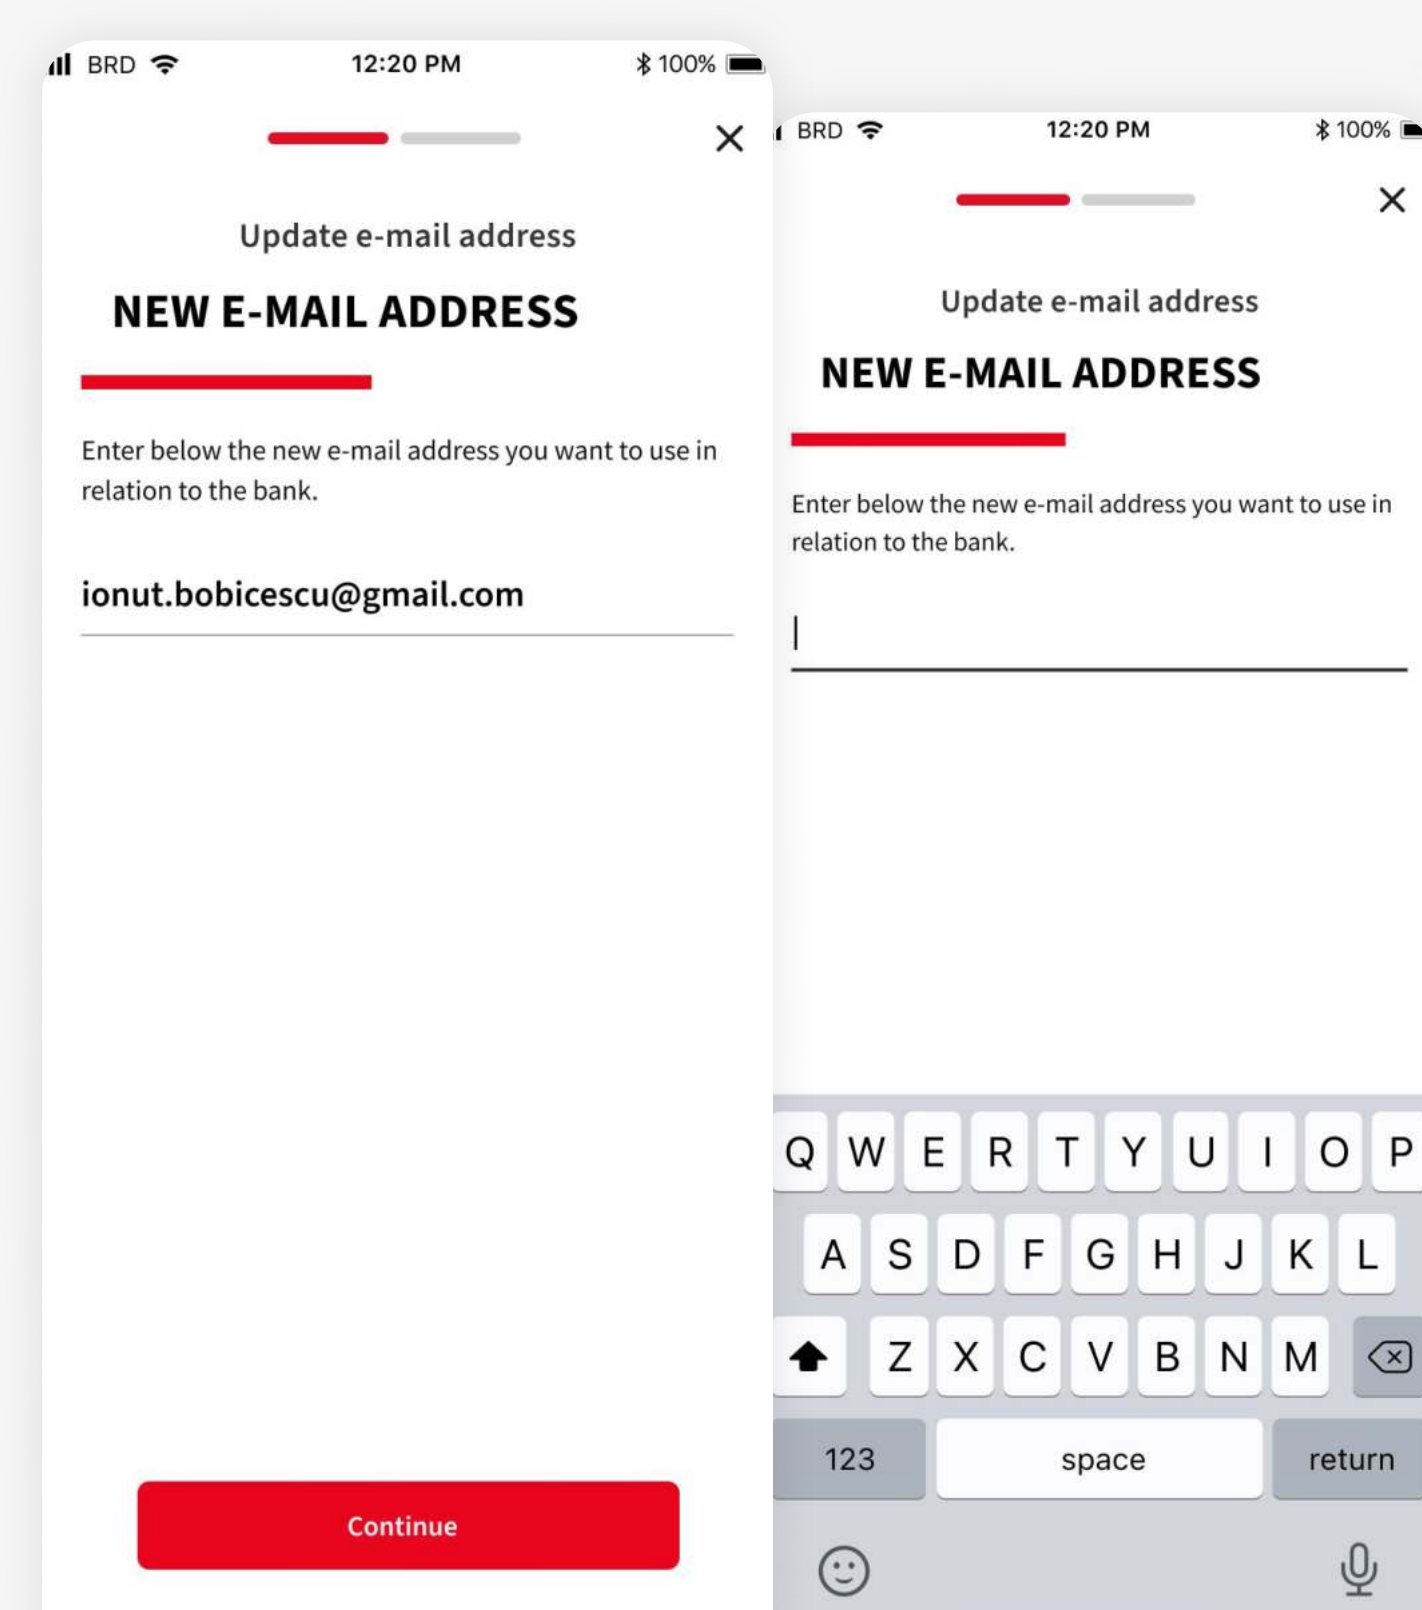 BRD 12:20 PM 100%
Update e-mail address
NEW E-MAIL ADDRESS
Enter below the new e-mail address you want to use in
relation to the bank.
ionut.bobicescu@gmail.com
Continue
BRD 12:20 PM 100%
Update e-mail address
NEW E-MAIL ADDRESS
Enter below the new e-mail address you want to use in
relation to the bank.
Q W E R T Y U I O P
A S D F G H J K L
Z X C V B N M
123 space return